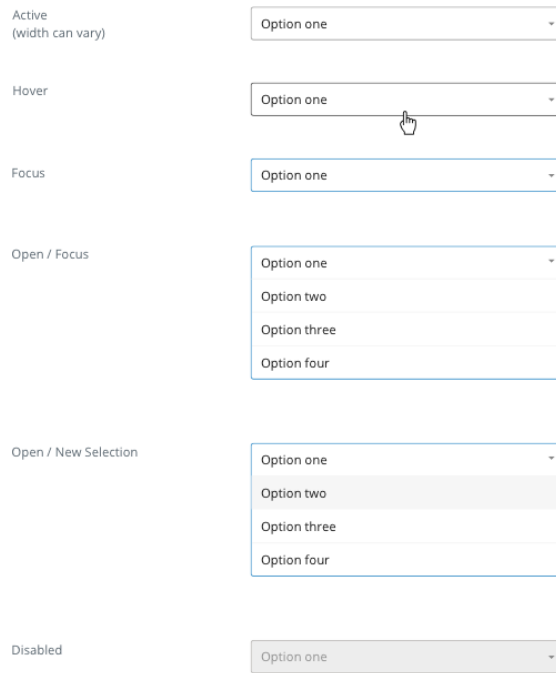 Active
(width can vary)
Option one
Hover
Option one
Focus
Option one
Open / Focus
Option one
Option two
Option three
Option four
Open / New Selection
Option one
Option two
Option three
Option four
Disabled
Option one